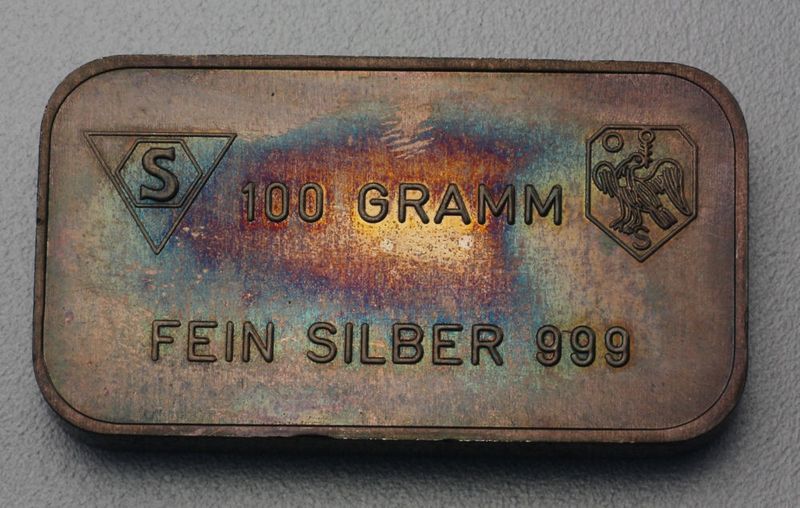 S
100 GRAMM
S
FEIN SILBER 999